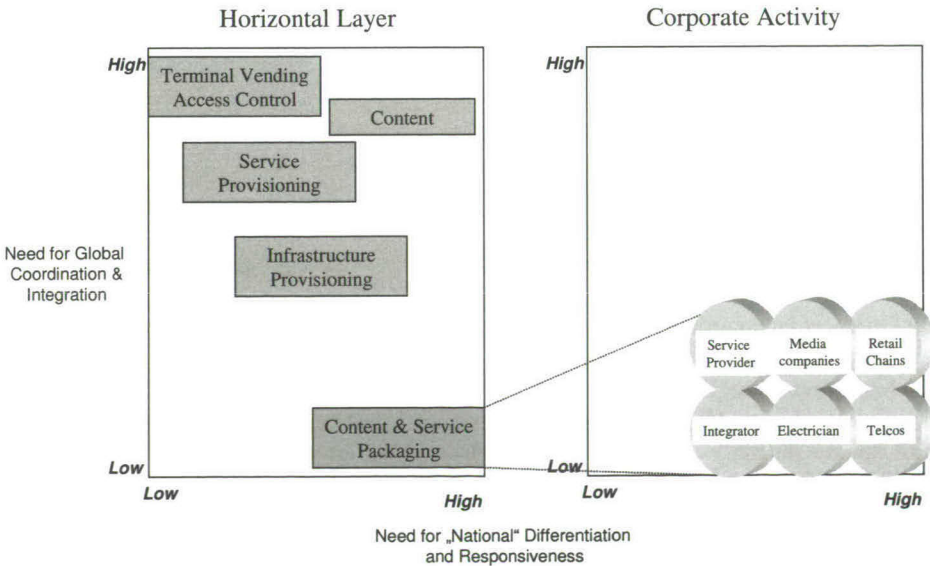 Horizontal Layer
Corporate Activity
High
Terminal Vending
Access Control
Content
Service
Provisioning
Infrastructure
Provisioning
Content & Service
Packaging
Need for Global
Coordination &
Integration
Low
Low
High
High
Service
Provider
Media
companies
Retail
Chains
Integrator
Electrician
Telcos
Low
Low
High
Need for „National“ Differentiation
and Responsiveness